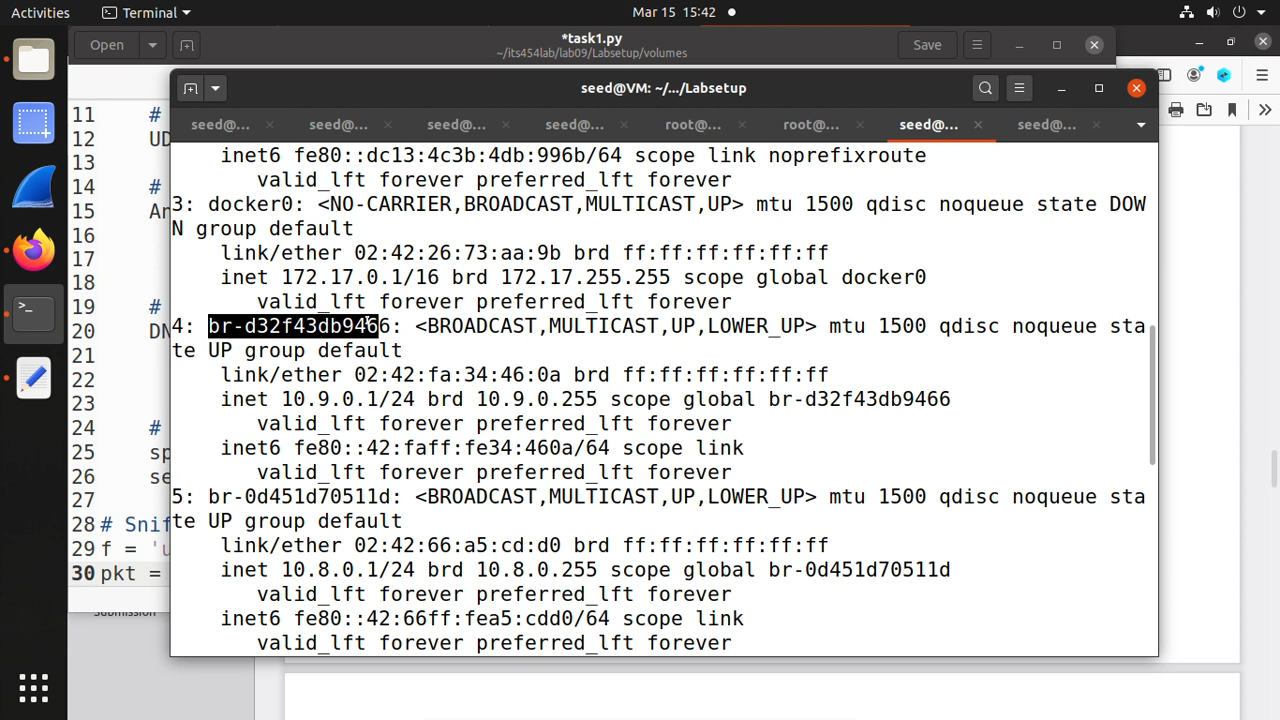 Activities
Terminal
Mar 15 15:42
Open
*task1.py
~/its454lab/lab09/Labsetup/volumes
Save
seed@VM: ~/.../Labsetup
seed@... seed@... seed@... seed@... root@... root@... seed@... seed@...
11 #
12 UD
13
14 #
15 An
16
17
18
19 #
20 DN
21
22
23
24 #
25 sp
26 se
27
28 # Snif
29 f = 'u
30 pkt =
Submission
inet6 fe80::dc13:4c3b:4db:996b/64 scope link noprefixroute
valid_lft forever preferred_lft forever
3: docker0: <NO-CARRIER,BROADCAST,MULTICAST,UP> mtu 1500 qdisc noqueue state DOW
N group default
link/ether 02:42:26:73:aa:9b brd ff:ff:ff:ff:ff:ff
inet 172.17.0.1/16 brd 172.17.255.255 scope global docker0
valid_lft forever preferred_lft forever
4: br-d32f43db9466: <BROADCAST,MULTICAST,UP,LOWER_UP> mtu 1500 qdisc noqueue sta
te UP group default
link/ether 02:42:fa:34:46:0a brd ff:ff:ff:ff:ff:ff
inet 10.9.0.1/24 brd 10.9.0.255 scope global br-d32f43db9466
valid_lft forever preferred_lft forever
inet6 fe80::42:faff:fe34:460a/64 scope link
valid_lft forever preferred_lft forever
5: br-0d451d70511d: <BROADCAST,MULTICAST,UP,LOWER_UP> mtu 1500 qdisc noqueue sta
te UP group default
link/ether 02:42:66:a5:cd:d0 brd ff:ff:ff:ff:ff:ff
inet 10.8.0.1/24 brd 10.8.0.255 scope global br-0d451d70511d
valid_lft forever preferred_lft forever
inet6 fe80::42:66ff:fea5:cdd0/64 scope link
valid_lft forever preferred_lft forever